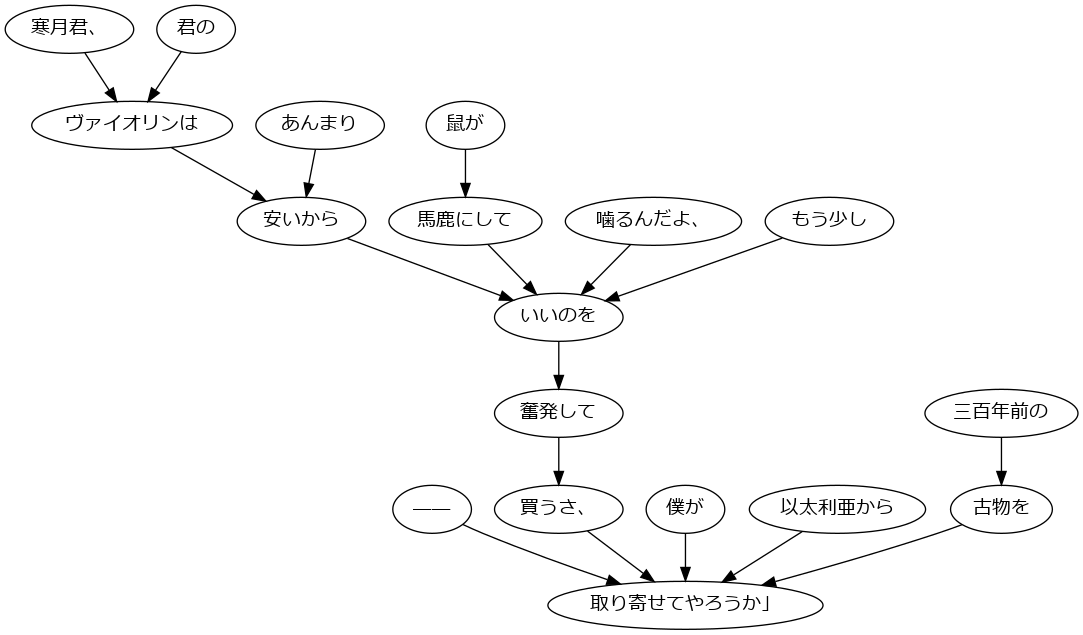 寒月君、
君の
ヴァイオリンは
あんまり
鼠が
安いから
馬鹿にして
噛るんだよ、
もう少し
いいのを
奮発して
三百年前の
――
買うさ、
僕が
以太利亜から
古物を
取り寄せてやろうか」